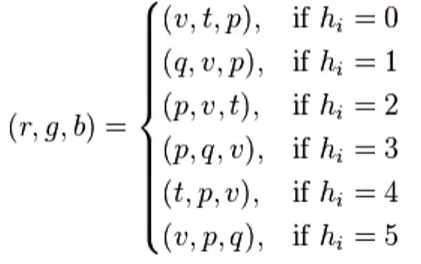 (v, t, p), if h_i = 0
(q, v, p), if h_i = 1
(p, v, t), if h_i = 2
(r, g, b) =
(p, q, v), if h_i = 3
(t, p, v), if h_i = 4
(v, p, q), if h_i = 5